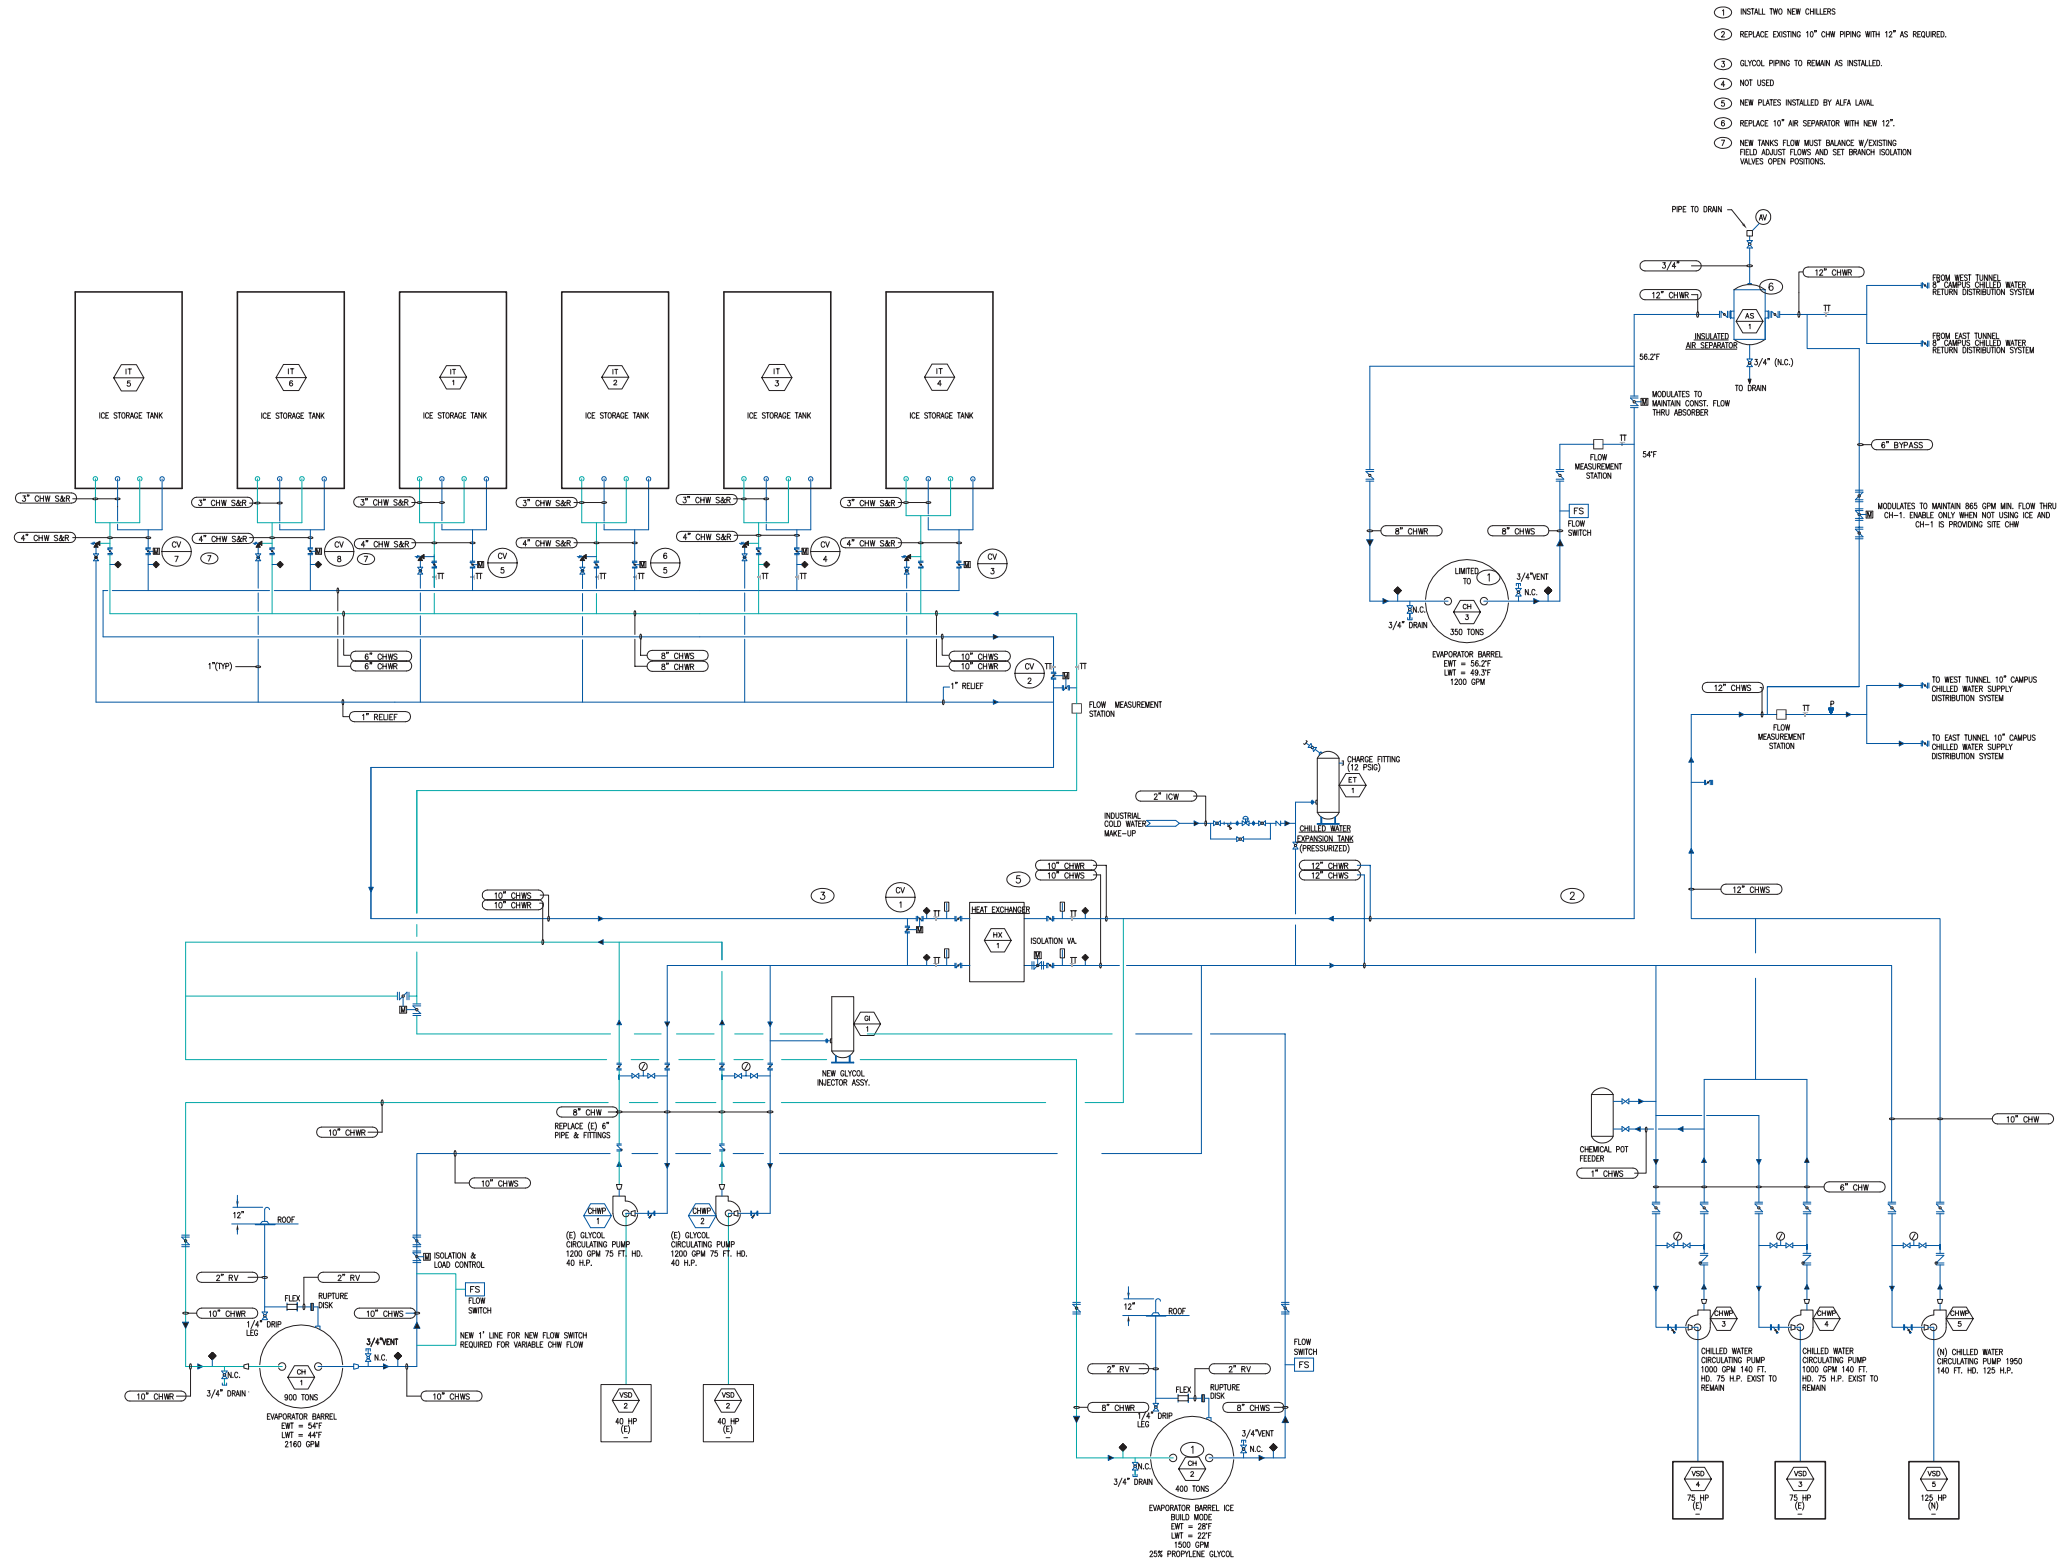 1 INSTALL TWO NEW CHILLERS
2 REPLACE EXISTING 10" CHW PIPING WITH 12" AS REQUIRED.
3 GLYCOL PIPING TO REMAIN AS INSTALLED.
4 NOT USED
5 NEW PLATES INSTALLED BY ALFA LAVAL
6 REPLACE 10" AIR SEPARATOR WITH NEW 12".
7 NEW TANKS FLOW MUST BALANCE W/EXISTING
FIELD ADJUST FLOWS AND SET BRANCH ISOLATION
VALVES OPEN POSITIONS.
PIPE TO DRAIN
AV
3/4"
12" CHWR
6
12" CHWR
AS
1
TT
INSULATED
AIR SEPARATOR
3/4" (N.C.)
TO DRAIN
FROM WEST TUNNEL
8" CAMPUS CHILLED WATER
RETURN DISTRIBUTION SYSTEM
FROM EAST TUNNEL
8" CAMPUS CHILLED WATER
RETURN DISTRIBUTION SYSTEM
56.2°F
M
MODULATES TO
MAINTAIN CONST. FLOW
THRU ABSORBER
TT
54°F
FLOW
MEASUREMENT
STATION
6" BYPASS
M
MODULATES TO MAINTAIN 865 GPM MIN. FLOW THRU
CH-1. ENABLE ONLY WHEN NOT USING ICE AND
CH-1 IS PROVIDING SITE CHW
IT
5
ICE STORAGE TANK
IT
6
ICE STORAGE TANK
IT
1
ICE STORAGE TANK
IT
2
ICE STORAGE TANK
IT
3
ICE STORAGE TANK
IT
4
ICE STORAGE TANK
3" CHW S&R
3" CHW S&R
3" CHW S&R
3" CHW S&R
3" CHW S&R
3" CHW S&R
4" CHW S&R
4" CHW S&R
4" CHW S&R
4" CHW S&R
4" CHW S&R
4" CHW S&R
M
CV
7
7
M
CV
8
7
M
CV
5
M
6
5
M
CV
4
M
CV
3
TT
TT
TT
TT
TT
TT
1"(TYP)
6" CHWS
6" CHWR
8" CHWS
8" CHWR
10" CHWS
10" CHWR
1" RELIEF
1" RELIEF
CV
2
TT
TT
M
FLOW MEASUREMENT
STATION
8" CHWR
8" CHWS
FS
FLOW
SWITCH
LIMITED
TO
1
CH
3
350 TONS
3/4"VENT
N.C.
N.C.
3/4" DRAIN
EVAPORATOR BARREL
EWT = 56.2°F
LWT = 49.3°F
1200 GPM
12" CHWS
TT
P
FLOW
MEASUREMENT
STATION
TO WEST TUNNEL 10" CAMPUS
CHILLED WATER SUPPLY
DISTRIBUTION SYSTEM
TO EAST TUNNEL 10" CAMPUS
CHILLED WATER SUPPLY
DISTRIBUTION SYSTEM
CHARGE FITTING
(12 PSIG)
ET
1
2" ICW
INDUSTRIAL
COLD WATER
MAKE-UP
CHILLED WATER
EXPANSION TANK
(PRESSURIZED)
10" CHWR
10" CHWS
12" CHWR
12" CHWS
10" CHWS
10" CHWR
3
CV
1
5
2
12" CHWS
TT
M
HEAT EXCHANGER
HX
1
TT
ISOLATION VA.
M
TT
TT
M
GI
1
NEW GLYCOL
INJECTOR ASSY.
10" CHWR
8" CHW
REPLACE (E) 6"
PIPE & FITTINGS
10" CHWS
CHEMICAL POT
FEEDER
1" CHWS
10" CHW
6" CHW
CHWP
1
(E) GLYCOL
CIRCULATING PUMP
1200 GPM 75 FT. HD.
40 H.P.
CHWP
2
(E) GLYCOL
CIRCULATING PUMP
1200 GPM 75 FT. HD.
40 H.P.
12"
ROOF
M
ISOLATION &
LOAD CONTROL
2" RV
2" RV
FLEX
RUPTURE
DISK
FS
FLOW
SWITCH
10" CHWR
10" CHWS
1/4" DRIP
LEG
3/4"VENT
N.C.
NEW 1' LINE FOR NEW FLOW SWITCH
REQUIRED FOR VARIABLE CHW FLOW
N.C.
3/4" DRAIN
10" CHWR
10" CHWS
CH
1
900 TONS
EVAPORATOR BARREL
EWT = 54°F
LWT = 44°F
2160 GPM
VSD
2
40 HP
(E)
-
VSD
2
40 HP
(E)
-
12"
ROOF
2" RV
2" RV
FLEX
RUPTURE
DISK
FLOW
SWITCH
FS
8" CHWR
8" CHWS
1/4" DRIP
LEG
3/4"VENT
N.C.
N.C.
3/4" DRAIN
1
CH
2
400 TONS
EVAPORATOR BARREL ICE
BUILD MODE
EWT = 28°F
LWT = 22°F
1500 GPM
25% PROPYLENE GLYCOL
CHWP
3
CHILLED WATER
CIRCULATING PUMP
1000 GPM 140 FT.
HD. 75 H.P. EXIST TO
REMAIN
CHWP
4
CHILLED WATER
CIRCULATING PUMP
1000 GPM 140 FT.
HD. 75 H.P. EXIST TO
REMAIN
CHWP
5
(N) CHILLED WATER
CIRCULATING PUMP 1950
140 FT. HD. 125 H.P.
VSD
4
75 HP
(E)
-
VSD
3
75 HP
(E)
-
VSD
5
125 HP
(N)
-